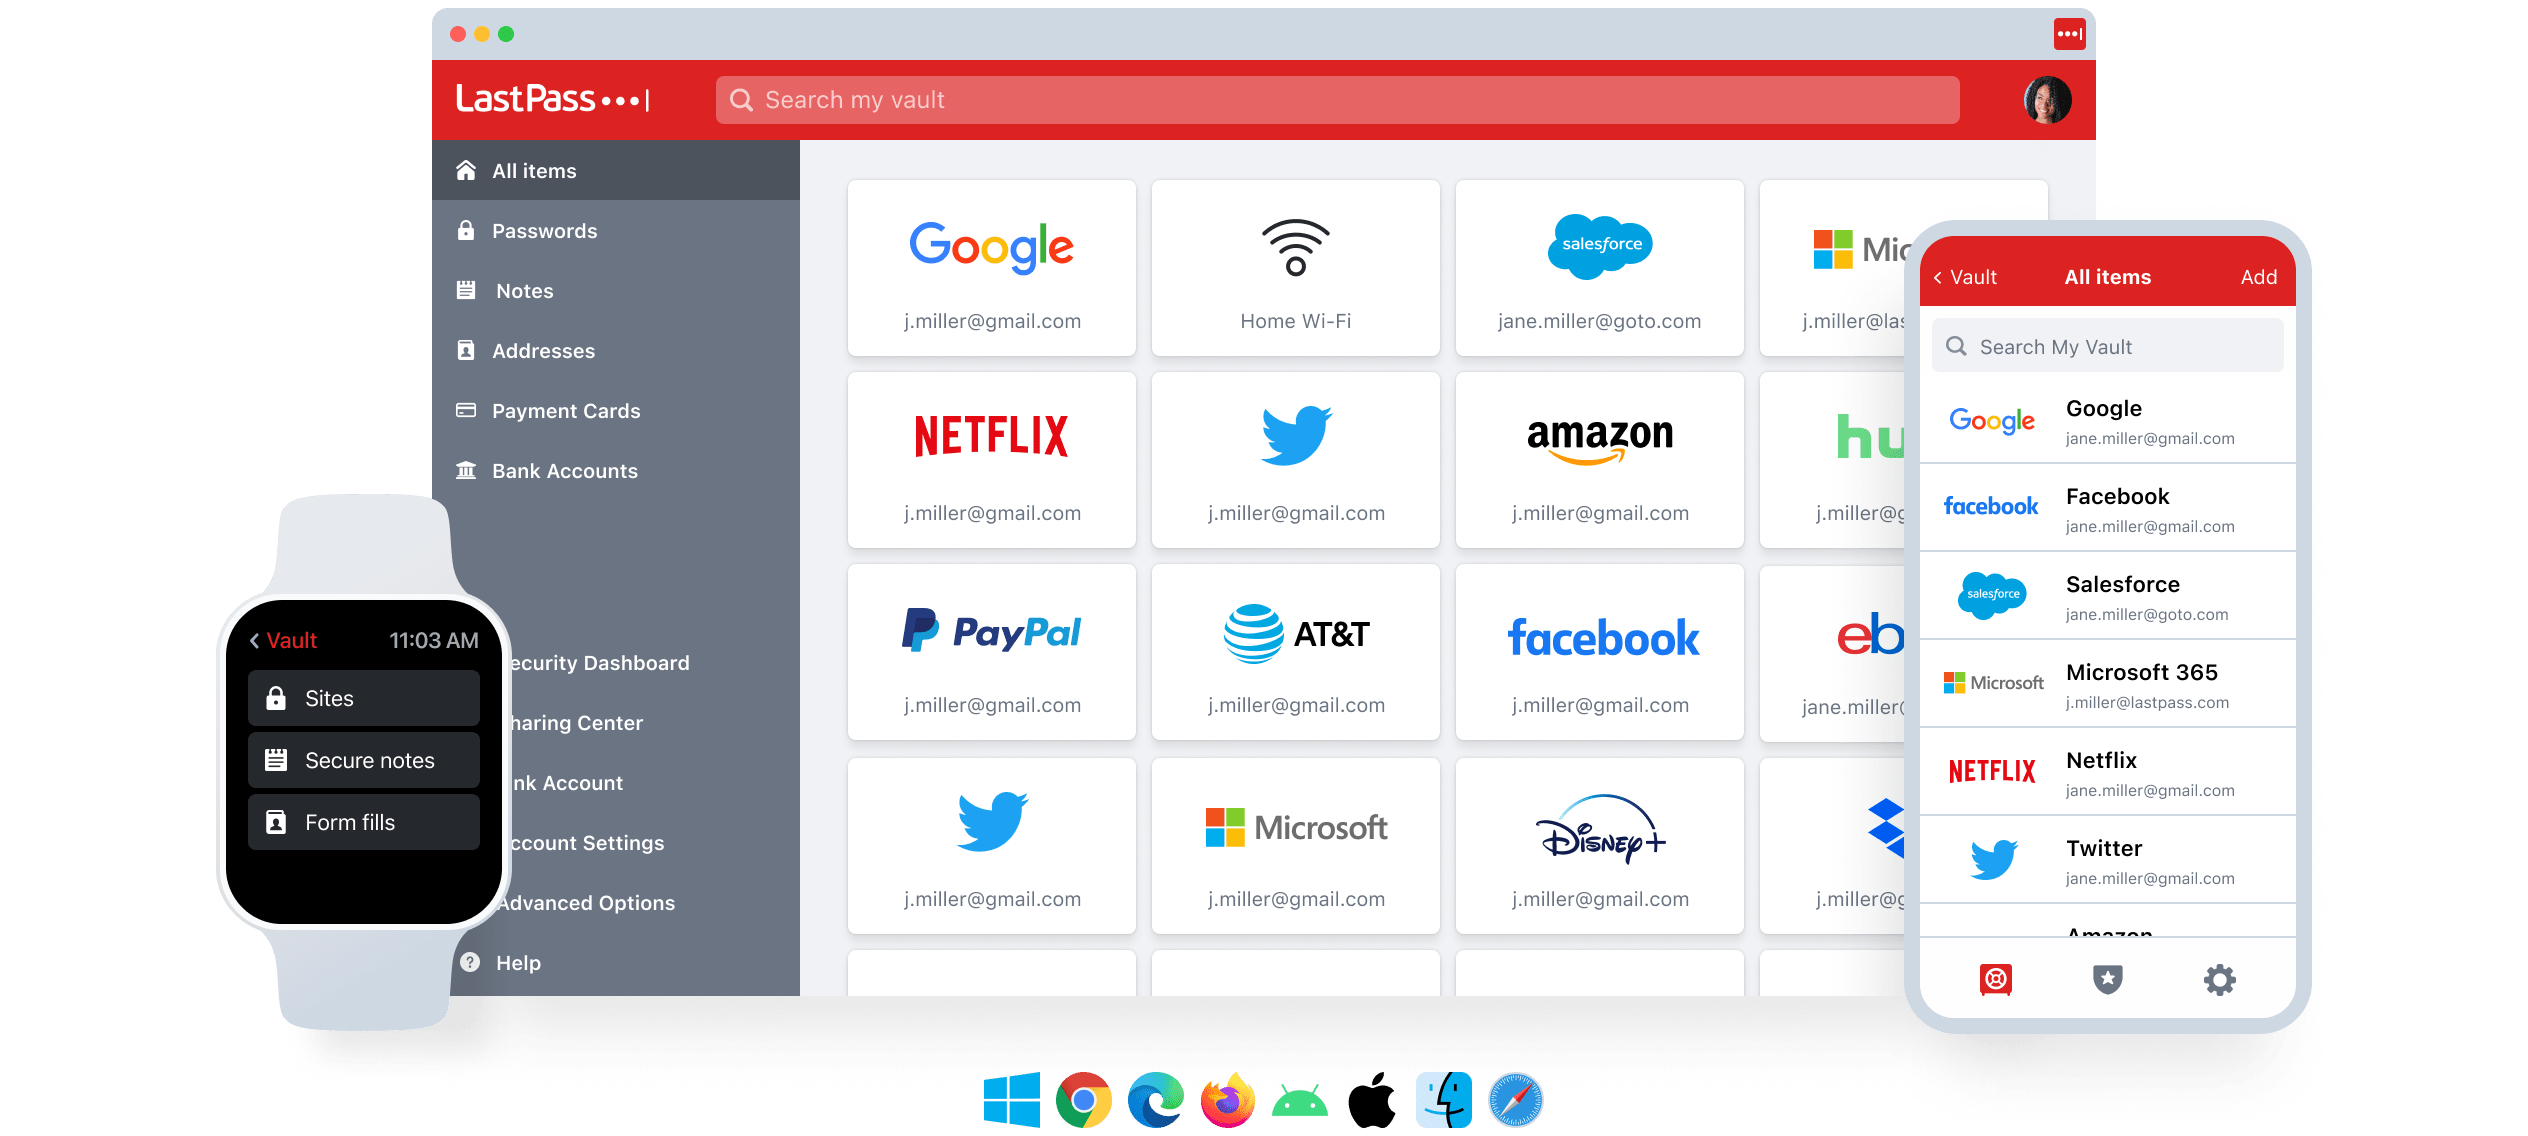 LastPass
Search my vault
All items
Passwords
Notes
Addresses
Payment Cards
Bank Accounts
ecurity Dashboard
haring Center
nk Account
ccount Settings
Advanced Options
Help
Google
j.miller@gmail.com
Home Wi-Fi
salesforce
jane.miller@goto.com
Mic
j.miller@las
NETFLIX
j.miller@gmail.com
j.miller@gmail.com
amazon
j.miller@gmail.com
hu
j.miller@g
PayPal
j.miller@gmail.com
AT&T
j.miller@gmail.com
facebook
j.miller@gmail.com
eb
jane.miller@
j.miller@gmail.com
Microsoft
j.miller@gmail.com
Disney+
j.miller@gmail.com
j.miller@g
Vault 11:03 AM
Sites
Secure notes
Form fills
Vault All items Add
Search My Vault
Google
Google
jane.miller@gmail.com
facebook
Facebook
jane.miller@gmail.com
salesforce
Salesforce
jane.miller@goto.com
Microsoft
Microsoft 365
j.miller@lastpass.com
NETFLIX
Netflix
jane.miller@gmail.com
Twitter
jane.miller@gmail.com
Amazon